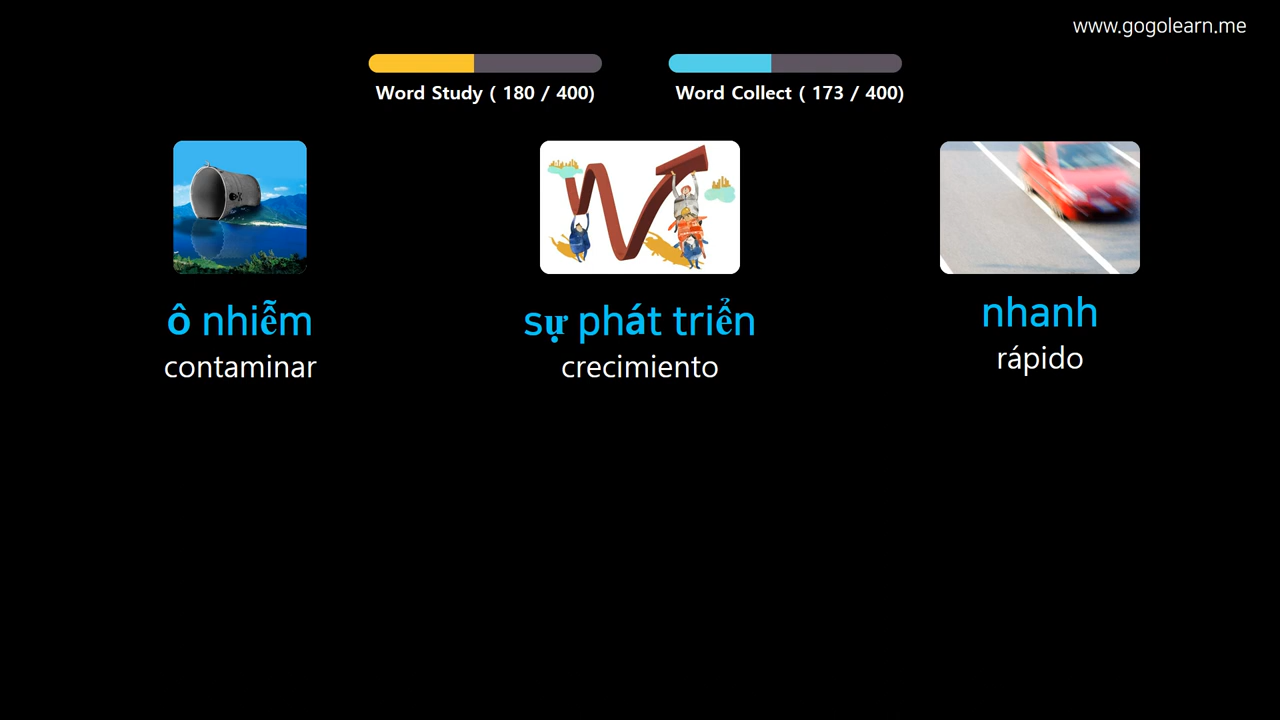 www.gogolearn.me
Word Study ( 180 / 400)
Word Collect ( 173 / 400)
ô nhiễm
contaminar
sự phát triển
crecimiento
nhanh
rápido